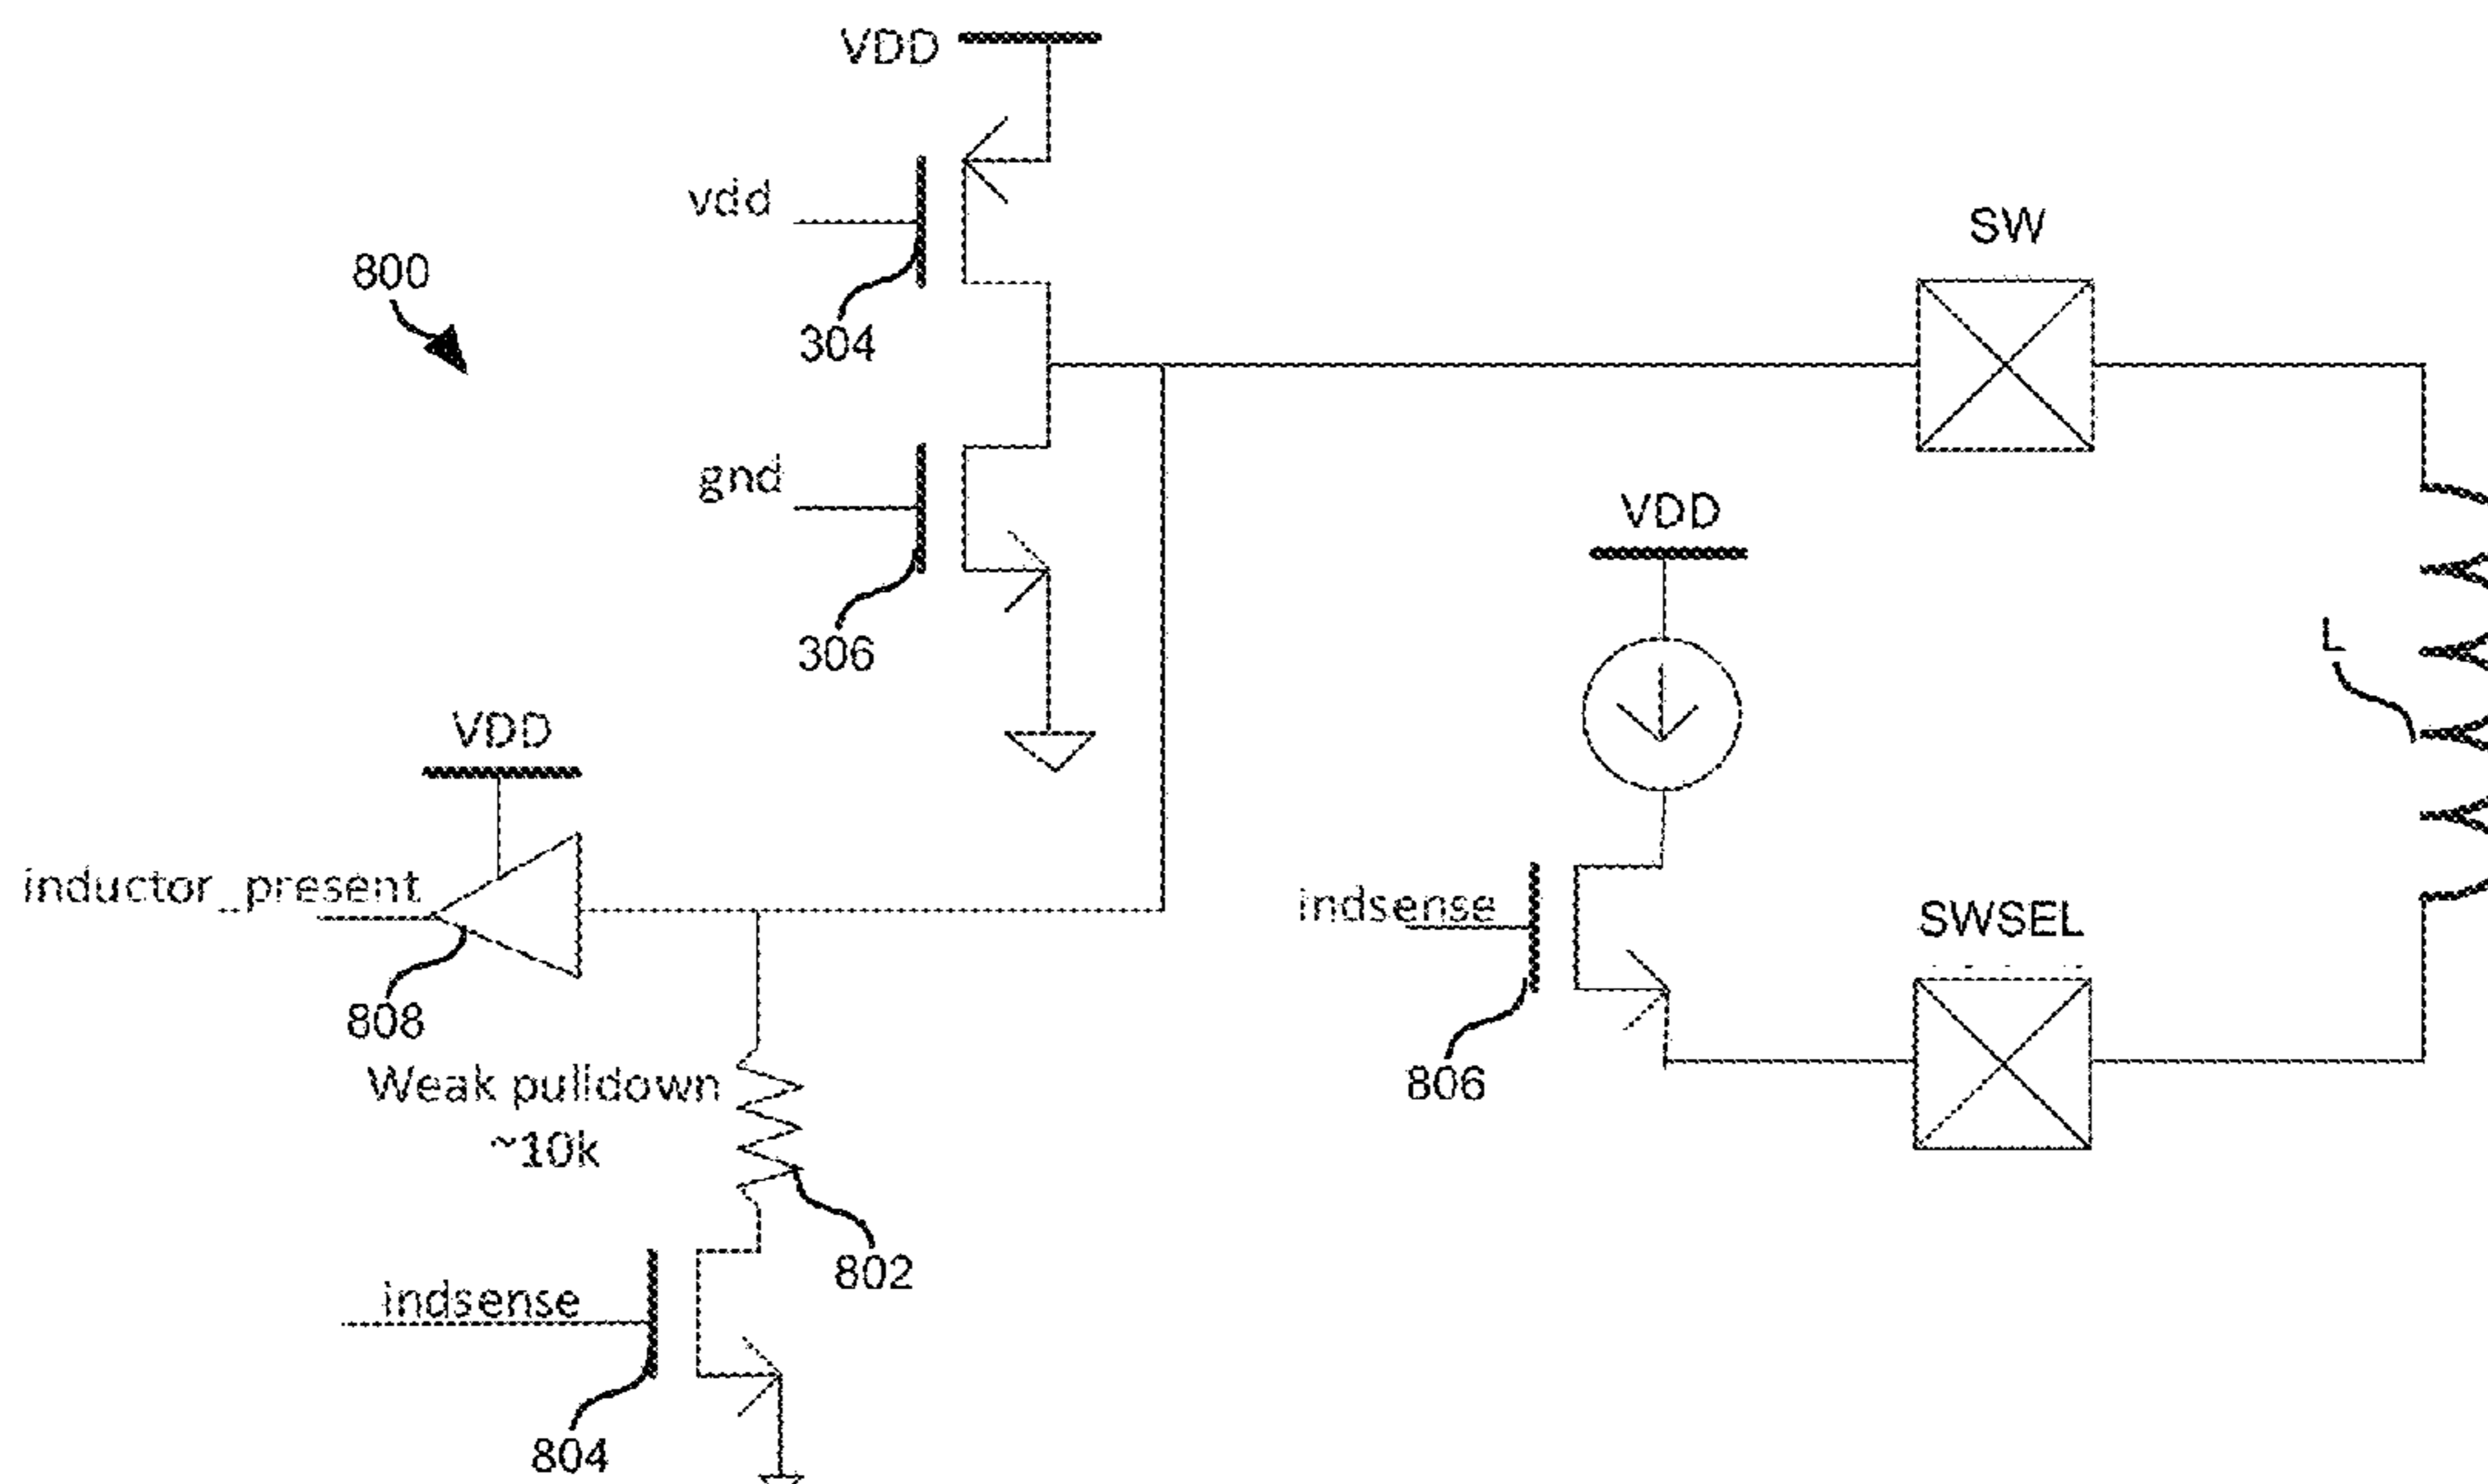 VDD
vdd
800
304
SW
gnd
VDD
306
L
VDD
inductor_present
indsense
SWSEL
808
Weak pulldown
~10k
806
802
indsense
804